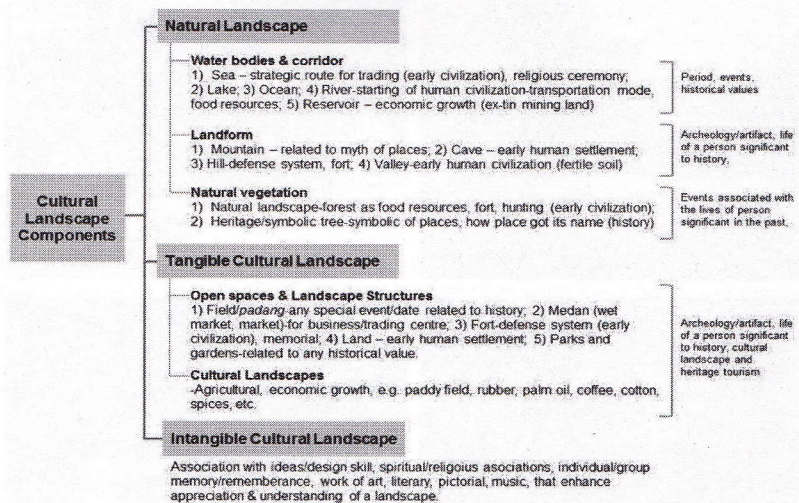 Cultural
Landscape
Components
Natural Landscape
Water bodies & corridor
1) Sea – strategic route for trading (early civilization), religious ceremony;
2) Lake; 3) Ocean; 4) River-starting of human civilization-transportation mode,
food resources; 5) Reservoir – economic growth (ex-tin mining land)
Period, events,
historical values
Landform
1) Mountain – related to myth of places; 2) Cave – early human settlement;
3) Hill-defense system, fort; 4) Valley-early human civilization (fertile soil)
Archeology/artifact, life
of a person significant
to history,
Natural vegetation
1) Natural landscape-forest as food resources, fort, hunting (early civilization);
2) Heritage/symbolic tree-symbolic of places, how place got its name (history)
Events associated with
the lives of person
significant in the past,
Tangible Cultural Landscape
Open spaces & Landscape Structures
1) Field/padang-any special event/date related to history; 2) Medan (wet
market, market)-for business/trading centre; 3) Fort-defense system (early
civilization), memorial; 4) Land – early human settlement; 5) Parks and
gardens-related to any historical value.
Cultural Landscapes
-Agricultural, economic growth, e.g. paddy field, rubber, palm oil, coffee, cotton,
spices, etc.
Archeology/artifact, life
of a person significant
to history, cultural
landscape and
heritage tourism
Intangible Cultural Landscape
Association with ideas/design skill, spiritual/religoius asociations, individual/group
memory/rememberance, work of art, literary, pictorial, music, that enhance
appreciation & understanding of a landscape.